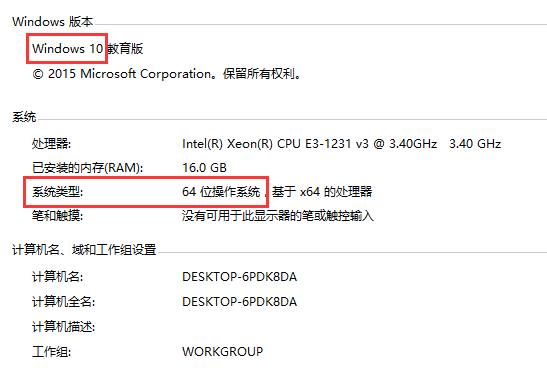 Windows 版本
Windows 10 教育版
© 2015 Microsoft Corporation。保留所有权利。
系统
处理器: Intel(R) Xeon(R) CPU E3-1231 v3 @ 3.40GHz 3.40 GHz
已安装的内存(RAM): 16.0 GB
系统类型: 64 位操作系统，基于 x64 的处理器
笔和触摸: 没有可用于此显示器的笔或触控输入
计算机名、域和工作组设置
计算机名: DESKTOP-6PDK8DA
计算机全名: DESKTOP-6PDK8DA
计算机描述:
工作组: WORKGROUP